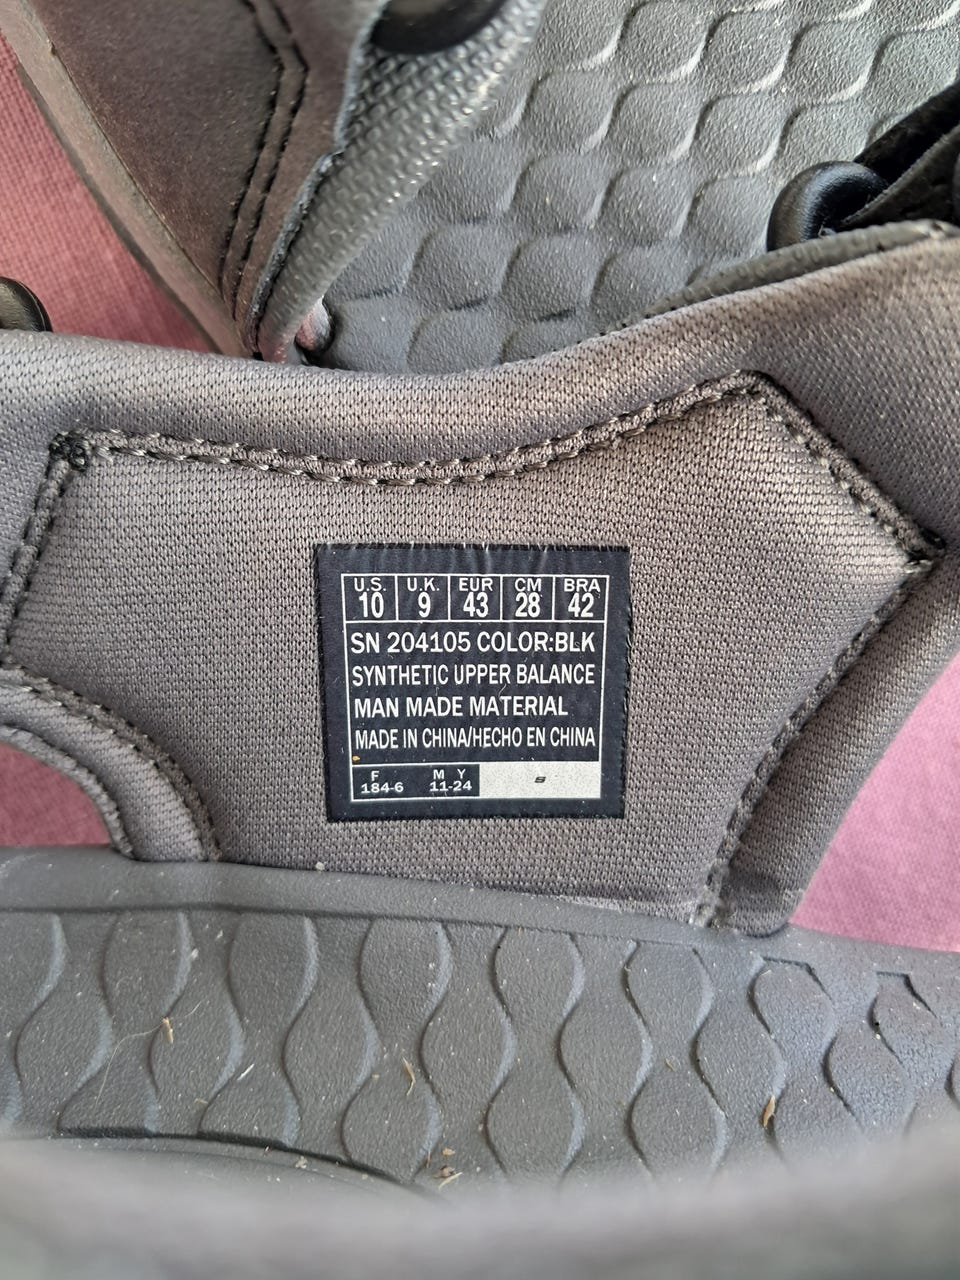 U.S. U.K. EUR CM BRA
10 9 43 28 42
SN 204105 COLOR:BLK
SYNTHETIC UPPER BALANCE
MAN MADE MATERIAL
MADE IN CHINA/HECHO EN CHINA
F M Y
184-6 11-24
S